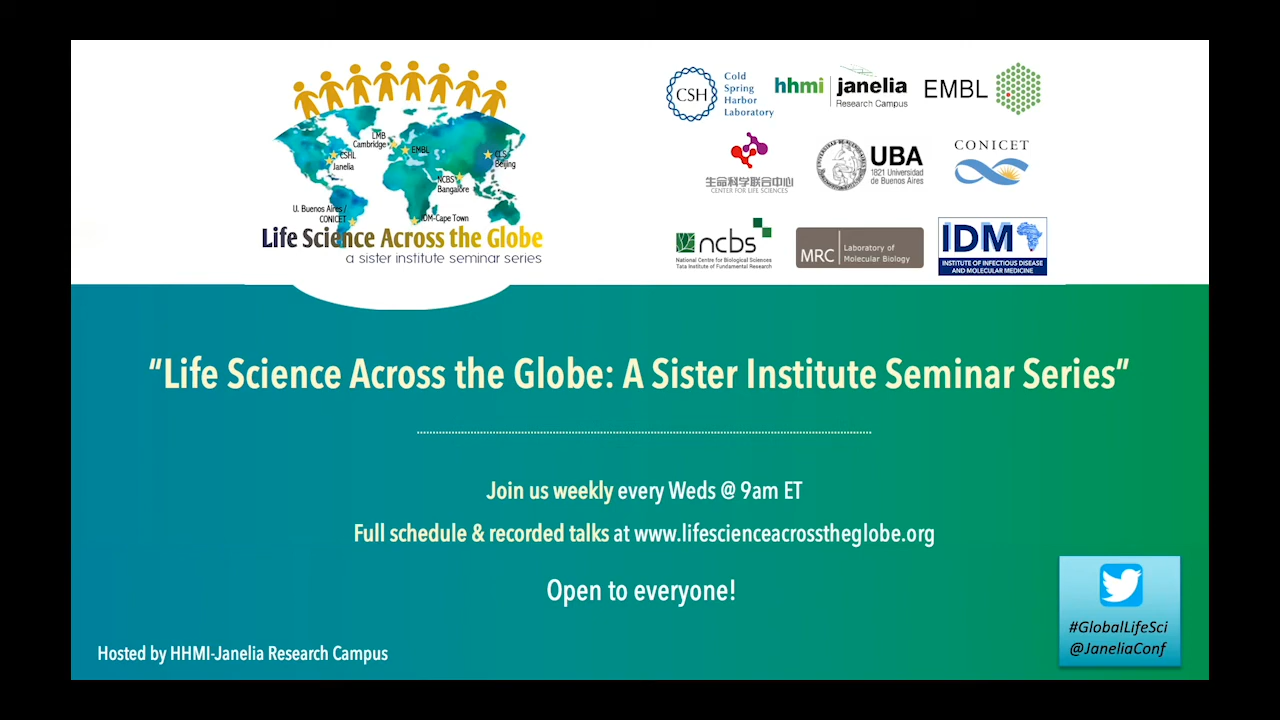 LMB
Cambridge
EMBL
CSHL
Janelia
CLS
Beijing
NCBS
Bangalore
U. Buenos Aires /
CONICET
IDM-Cape Town
Life Science Across the Globe
a sister institute seminar series
CSH
Cold
Spring
Harbor
Laboratory
hhmi janelia
Research Campus
EMBL
生命科学联合中心
CENTER FOR LIFE SCIENCES
UBA
1821 Universidad
de Buenos Aires
CONICET
ncbs
National Centre for Biological Sciences
Tata Institute of Fundamental Research
MRC
Laboratory of
Molecular Biology
IDM
INSTITUTE OF INFECTIOUS DISEASE
AND MOLECULAR MEDICINE
“Life Science Across the Globe: A Sister Institute Seminar Series”
Join us weekly every Weds @ 9am ET
Full schedule & recorded talks at www.lifescienceacrosstheglobe.org
Open to everyone!
#GlobalLifeSci
@JaneliaConf
Hosted by HHMI-Janelia Research Campus